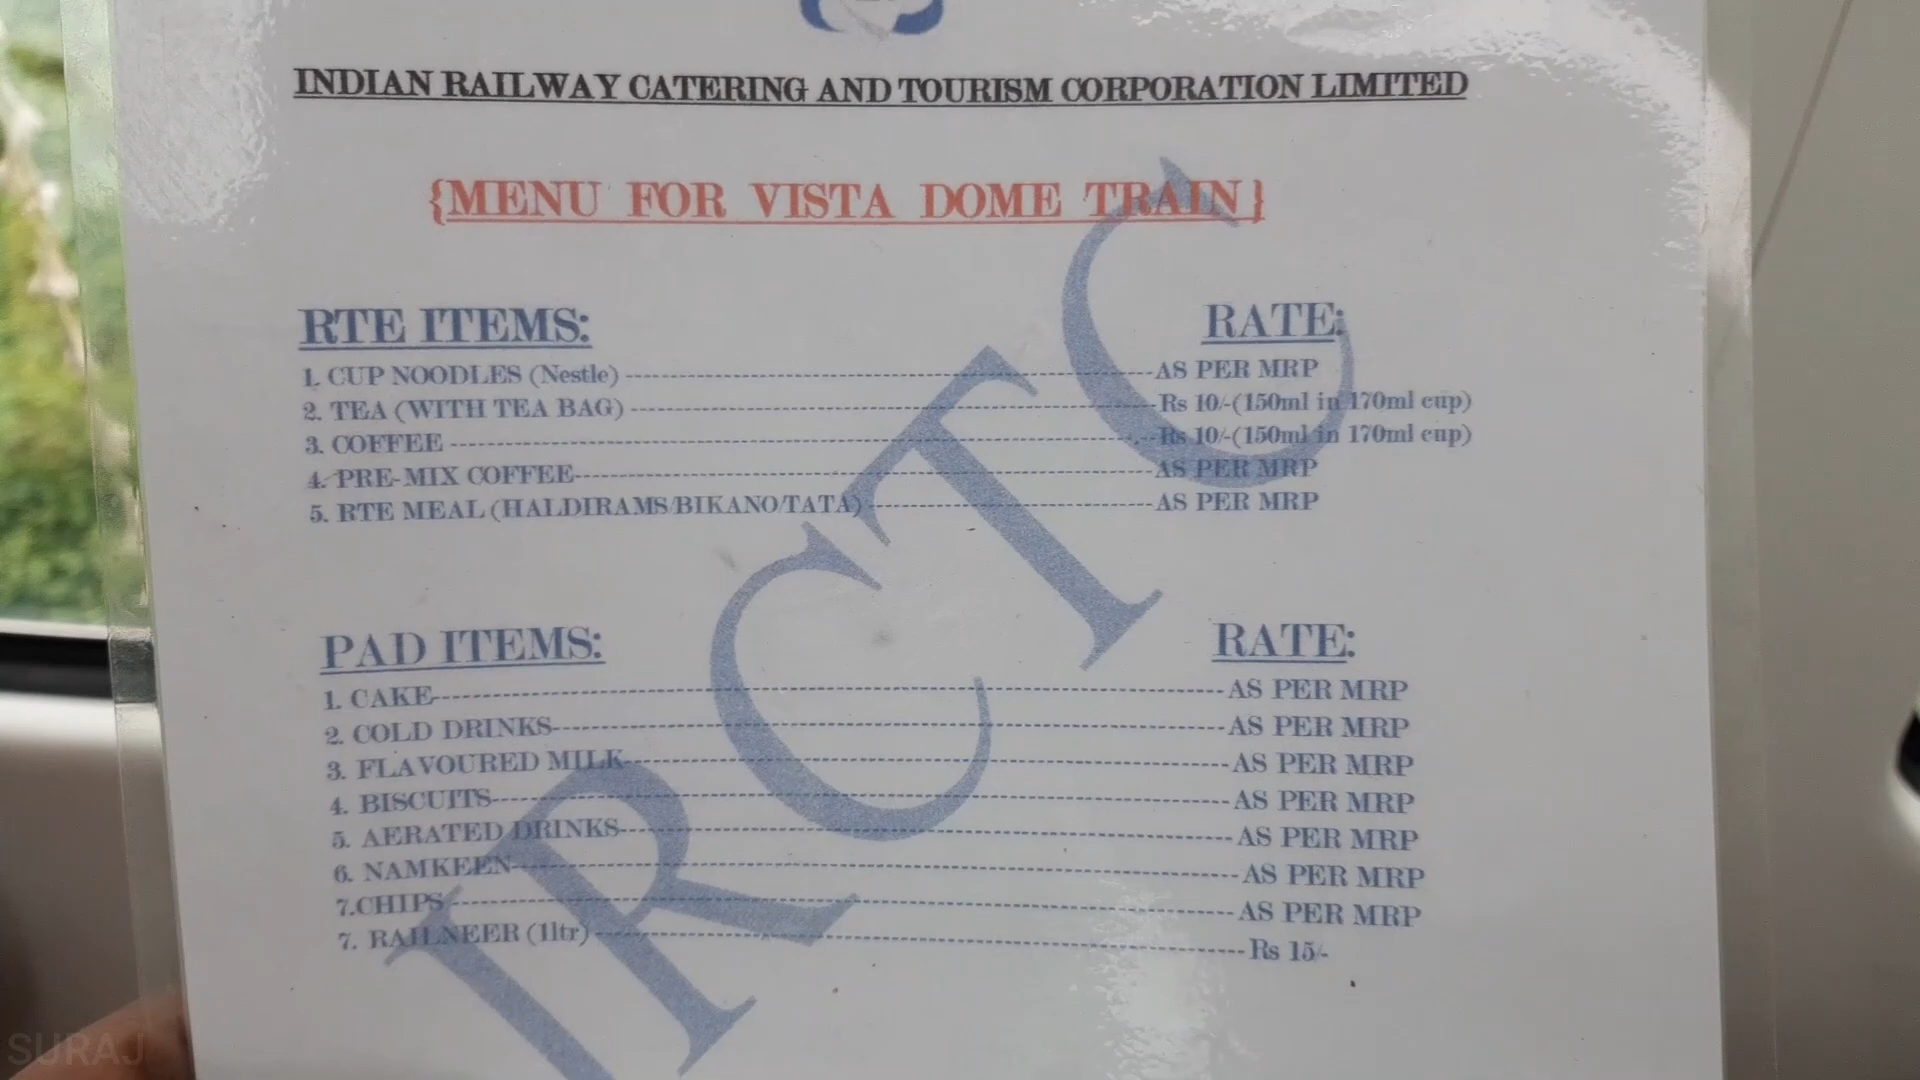 INDIAN RAILWAY CATERING AND TOURISM CORPORATION LIMITED
{MENU FOR VISTA DOME TRAIN}
RTE ITEMS: RATE:
1. CUP NOODLES (Nestle) ----- AS PER MRP
2. TEA (WITH TEA BAG) ----- Rs 10/-(150ml in 170ml cup)
3. COFFEE ----- Rs 10/-(150ml in 170ml cup)
4. PRE-MIX COFFEE ----- AS PER MRP
5. RTE MEAL (HALDIRAMS/BIKANO/TATA) ----- AS PER MRP
PAD ITEMS: RATE:
1. CAKE ----- AS PER MRP
2. COLD DRINKS ----- AS PER MRP
3. FLAVOURED MILK ----- AS PER MRP
4. BISCUITS ----- AS PER MRP
5. AERATED DRINKS ----- AS PER MRP
6. NAMKEEN ----- AS PER MRP
7.CHIPS ----- AS PER MRP
7. RAILNEER (1ltr) ----- Rs 15/-
IRCTC
SURAJ